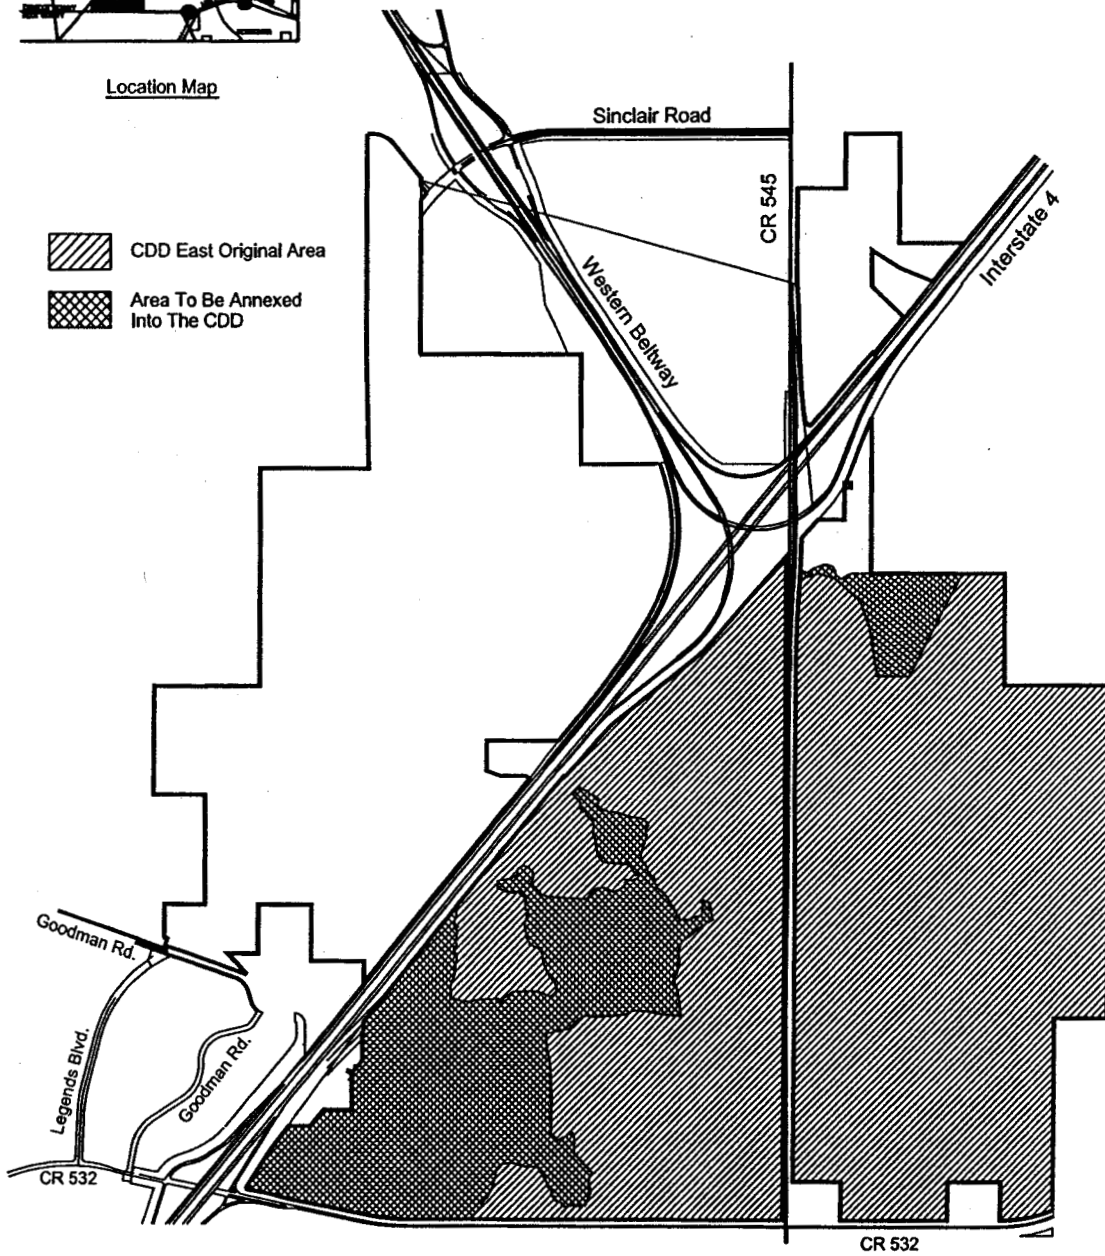 Location Map
Sinclair Road
CR 545
Interstate 4
CDD East Original Area
Area To Be Annexed
Into The CDD
Western Beltway
Goodman Rd.
Legends Blvd.
Goodman Rd.
CR 532
CR 532